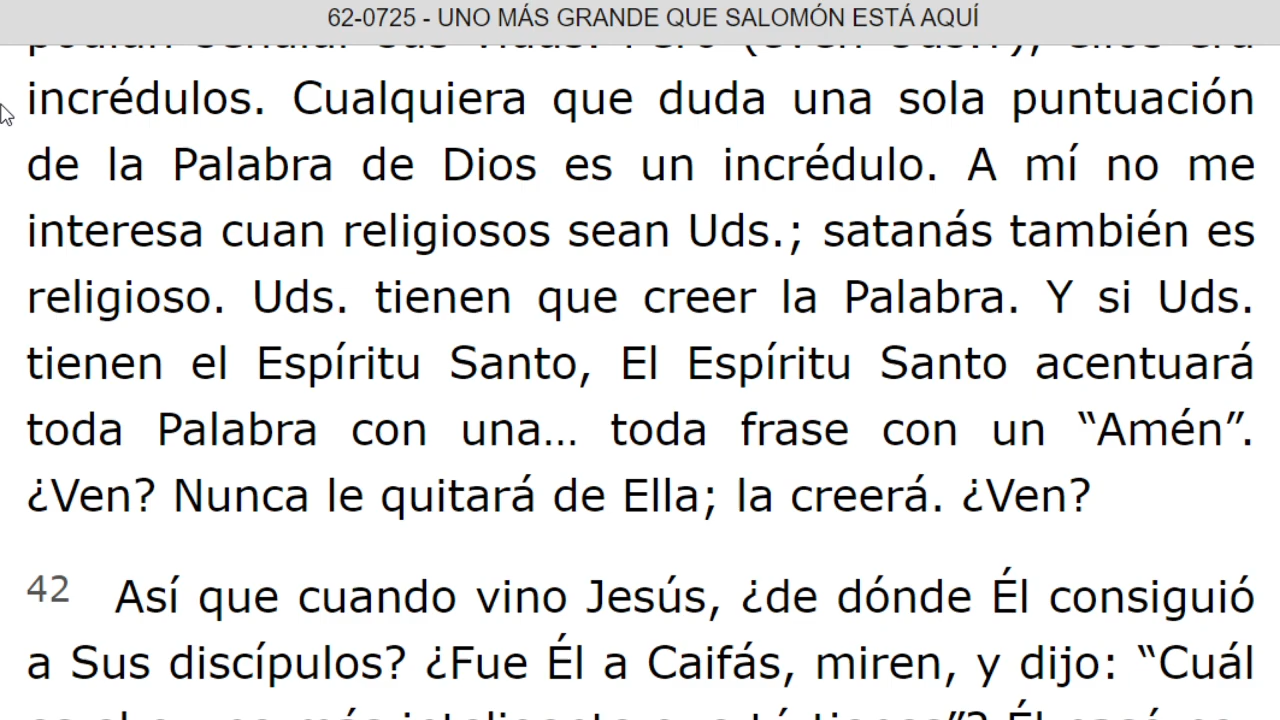 62-0725 - UNO MÁS GRANDE QUE SALOMÓN ESTÁ AQUÍ
incrédulos. Cualquiera que duda una sola puntuación
de la Palabra de Dios es un incrédulo. A mí no me
interesa cuan religiosos sean Uds.; satanás también es
religioso. Uds. tienen que creer la Palabra. Y si Uds.
tienen el Espíritu Santo, El Espíritu Santo acentuará
toda Palabra con una... toda frase con un “Amén”.
¿Ven? Nunca le quitará de Ella; la creerá. ¿Ven?
42 Así que cuando vino Jesús, ¿de dónde Él consiguió
a Sus discípulos? ¿Fue Él a Caifás, miren, y dijo: “Cuál